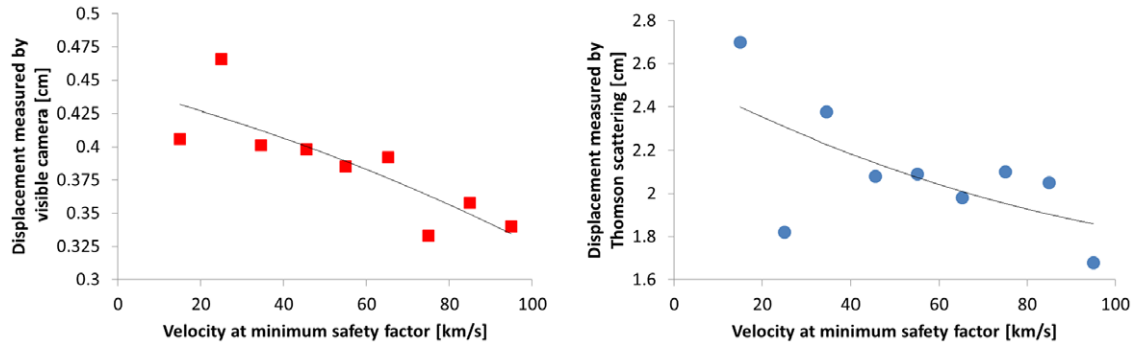 Displacement measured by
visible camera [cm]
0.5
0.475
0.45
0.425
0.4
0.375
0.35
0.325
0.3
0 20 40 60 80 100
Velocity at minimum safety factor [km/s]
Displacement measured by
Thomson scattering [cm]
2.8
2.6
2.4
2.2
2
1.8
1.6
0 20 40 60 80 100
Velocity at minimum safety factor [km/s]